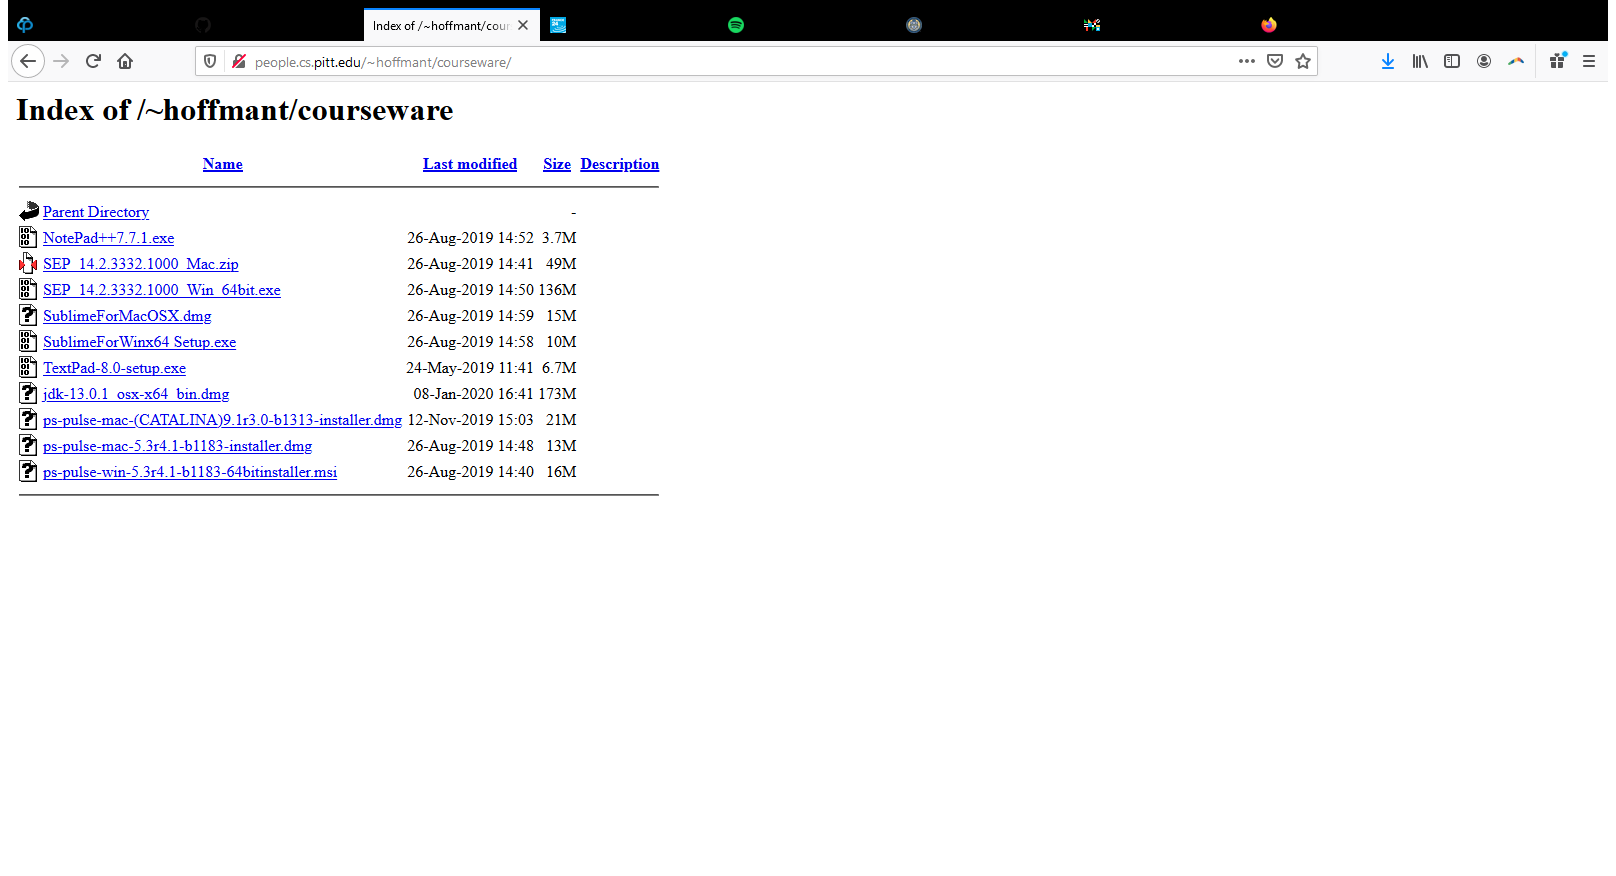 Index of /~hoffmant/cour
people.cs.pitt.edu/~hoffmant/courseware/
Index of /~hoffmant/courseware
Name Last modified Size Description
Parent Directory -
NotePad++7.7.1.exe 26-Aug-2019 14:52 3.7M
SEP_14.2.3332.1000_Mac.zip 26-Aug-2019 14:41 49M
SEP_14.2.3332.1000_Win_64bit.exe 26-Aug-2019 14:50 136M
SublimeForMacOSX.dmg 26-Aug-2019 14:59 15M
SublimeForWinx64 Setup.exe 26-Aug-2019 14:58 10M
TextPad-8.0-setup.exe 24-May-2019 11:41 6.7M
jdk-13.0.1_osx-x64_bin.dmg 08-Jan-2020 16:41 173M
ps-pulse-mac-(CATALINA)9.1r3.0-b1313-installer.dmg 12-Nov-2019 15:03 21M
ps-pulse-mac-5.3r4.1-b1183-installer.dmg 26-Aug-2019 14:48 13M
ps-pulse-win-5.3r4.1-b1183-64bitinstaller.msi 26-Aug-2019 14:40 16M